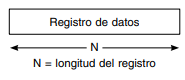 Registro de datos
N
N = longitud del registro